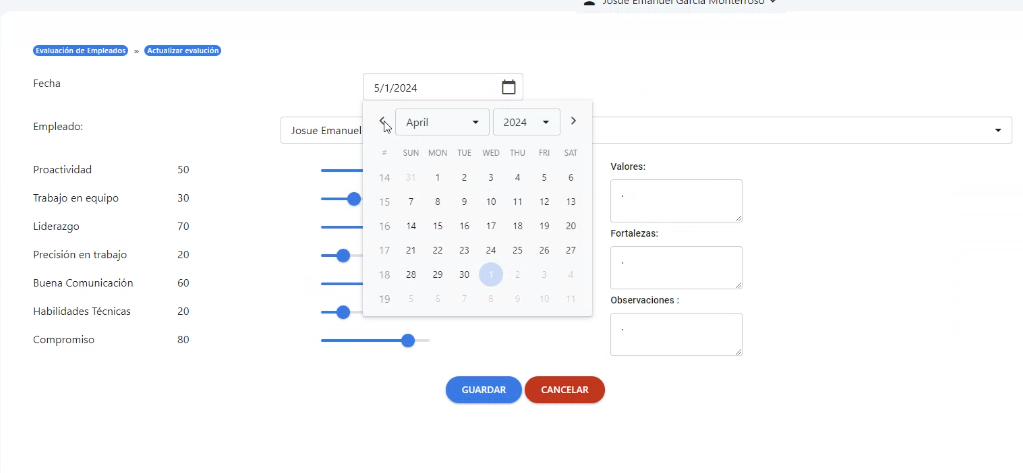 Josue Emanuel Garcia Monterroso
Evaluación de Empleados » Actualizar evalución
Fecha
5/1/2024
April 2024
Empleado:
Josue Emanuel
# SUN MON TUE WED THU FRI SAT
14 31 1 2 3 4 5 6
15 7 8 9 10 11 12 13
16 14 15 16 17 18 19 20
17 21 22 23 24 25 26 27
18 28 29 30 1 2 3 4
19 5 6 7 8 9 10 11
Proactividad 50
Trabajo en equipo 30
Liderazgo 70
Precisión en trabajo 20
Buena Comunicación 60
Habilidades Técnicas 20
Compromiso 80
Valores:
.
Fortalezas:
.
Observaciones :
.
GUARDAR CANCELAR